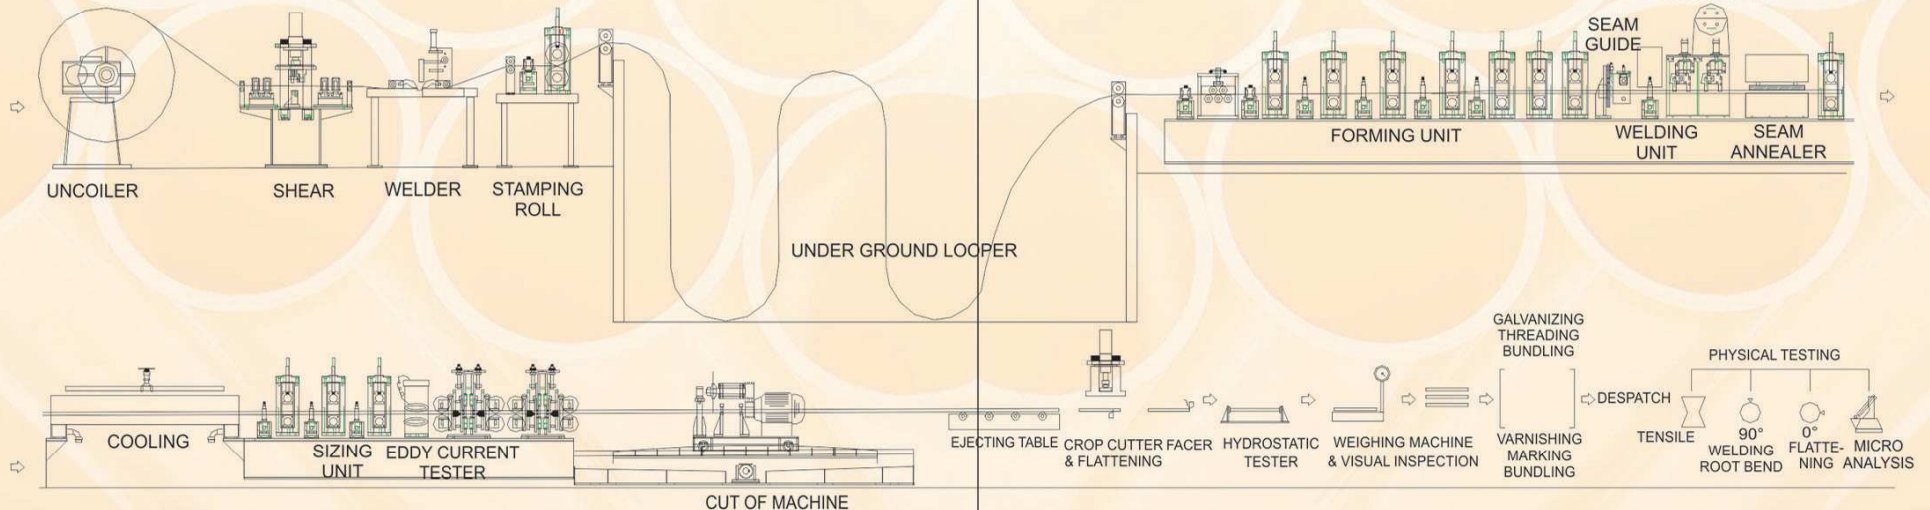 UNCOILER
SHEAR
WELDER
STAMPING
ROLL
UNDER GROUND LOOPER
FORMING UNIT
SEAM
GUIDE
WELDING
UNIT
SEAM
ANNEALER
COOLING
SIZING
UNIT
EDDY CURRENT
TESTER
CUT OF MACHINE
EJECTING TABLE
CROP CUTTER FACER
& FLATTENING
HYDROSTATIC
TESTER
WEIGHING MACHINE
& VISUAL INSPECTION
GALVANIZING
THREADING
BUNDLING
VARNISHING
MARKING
BUNDLING
DESPATCH
PHYSICAL TESTING
TENSILE
90°
WELDING
ROOT BEND
0°
FLATTE-
NING
MICRO
ANALYSIS